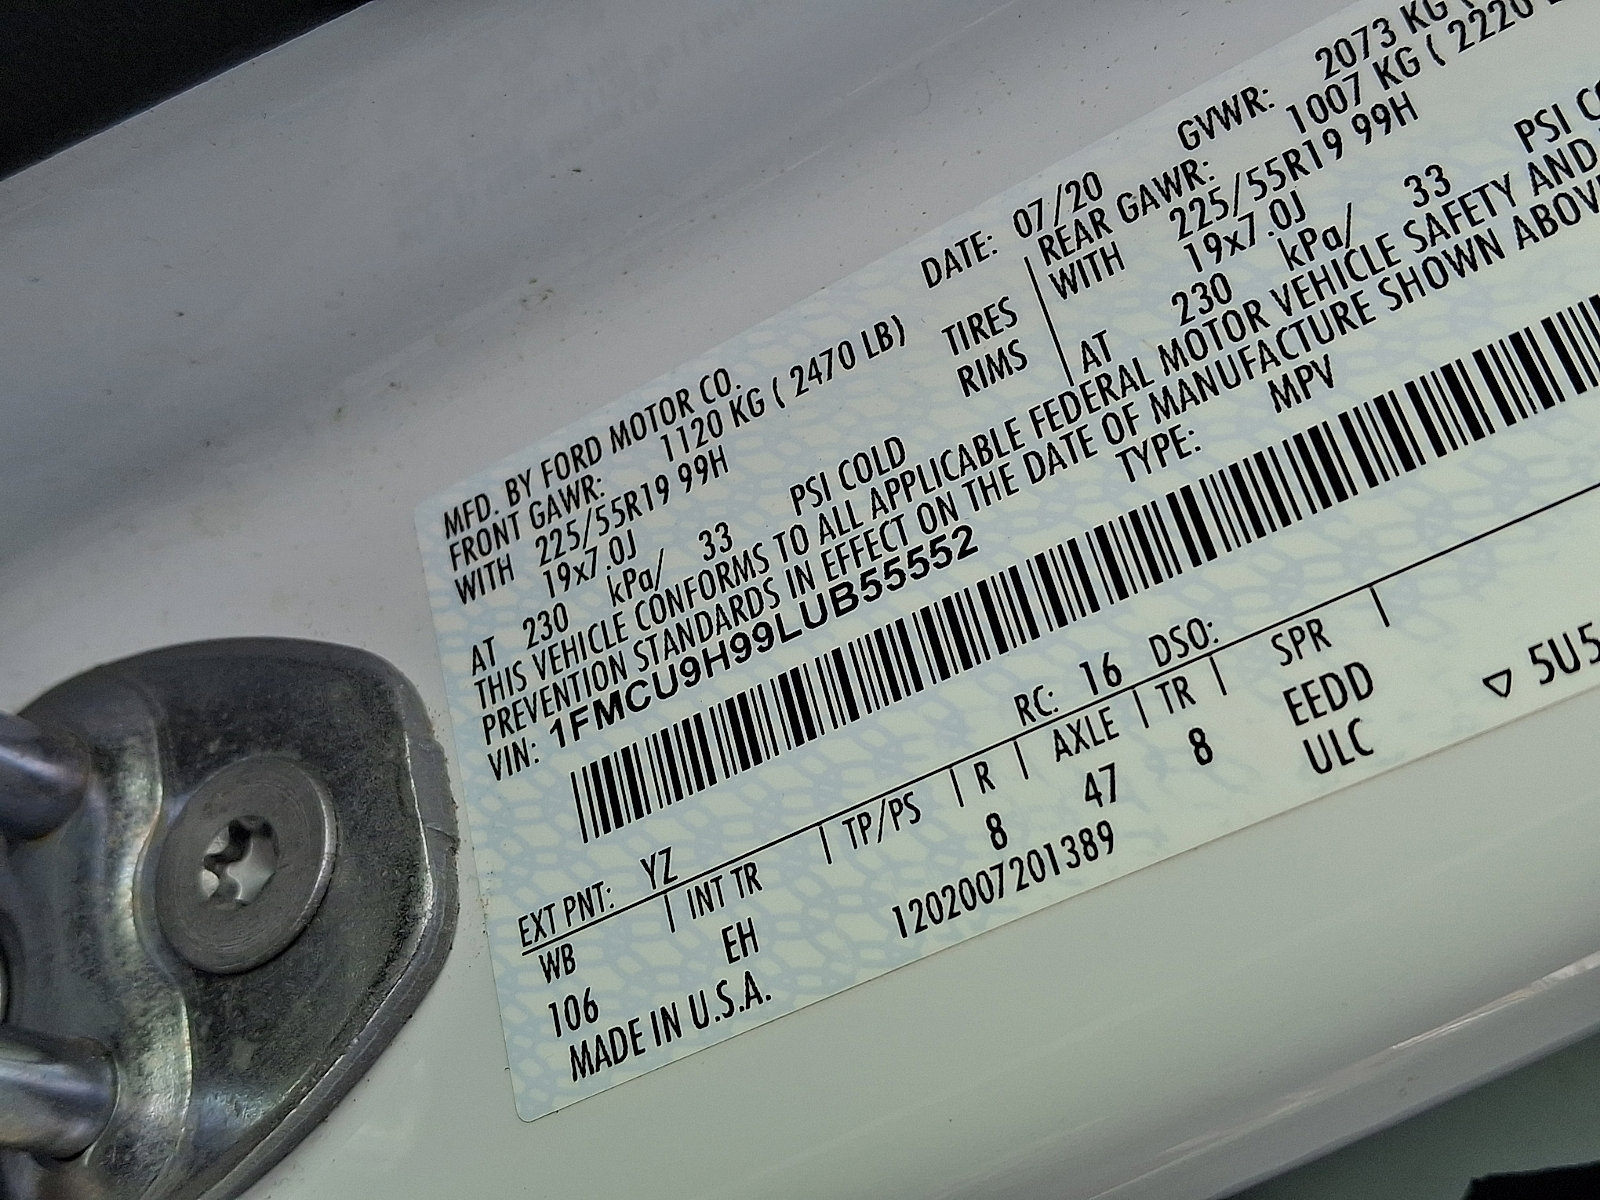 MFD. BY FORD MOTOR CO. DATE: 07/20 GVWR: 2073 KG
FRONT GAWR: 1120 KG ( 2470 LB) REAR GAWR: 1007 KG ( 2220
WITH 225/55R19 99H TIRES WITH 225/55R19 99H
19x7.0J RIMS 19x7.0J
AT 230 kPa/ 33 PSI COLD AT 230 kPa/ 33 PSI
THIS VEHICLE CONFORMS TO ALL APPLICABLE FEDERAL MOTOR VEHICLE SAFETY AND
PREVENTION STANDARDS IN EFFECT ON THE DATE OF MANUFACTURE SHOWN
VIN: 1FMCU9H99LUB55552 TYPE: MPV
EXT PNT: YZ RC: 16 DSO:
WB INT TR TP/PS R AXLE TR SPR
106 EH 8 47 8 EEDD
MADE IN U.S.A. 1202007201389 ULC ▽ 5U5